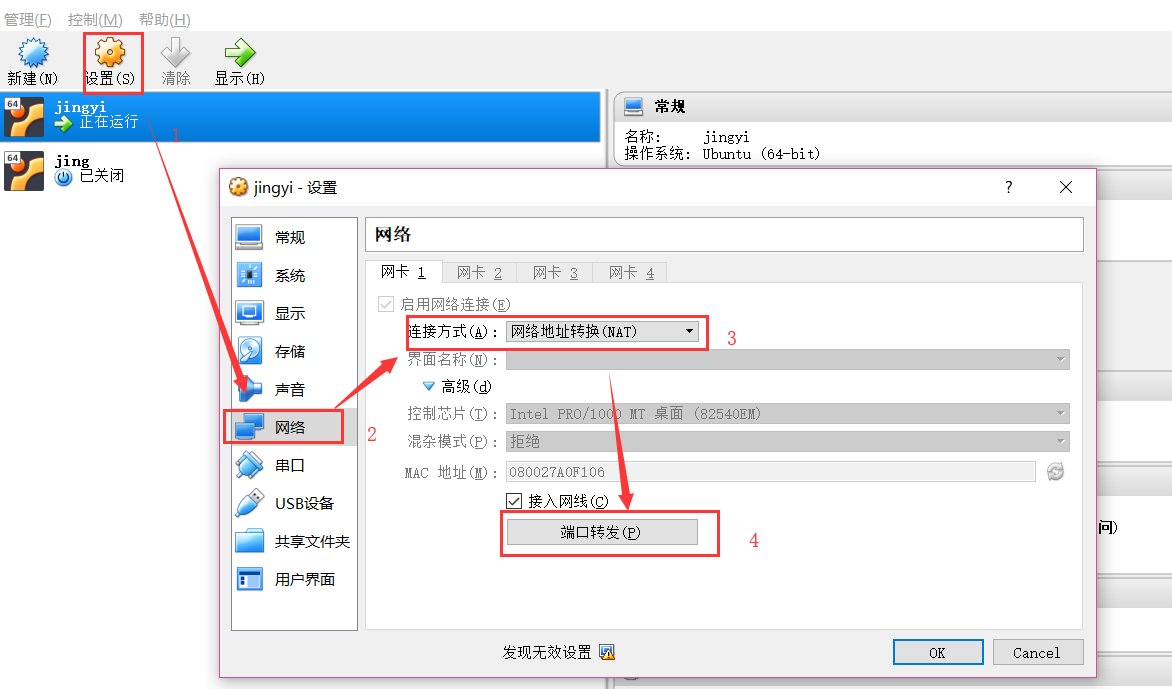 管理(F) 控制(M) 帮助(H)
新建(N) 设置(S) 清除 显示(H)
64 jingyi
正在运行
1
64 jing
已关闭
常规
名称: jingyi
操作系统: Ubuntu (64-bit)
jingyi - 设置 ?
常规
系统
显示
存储
声音
网络
串口
USB设备
共享文件夹
用户界面
2
网络
网卡 1 网卡 2 网卡 3 网卡 4
启用网络连接(E)
连接方式(A): 网络地址转换(NAT)
3
界面名称(N):
高级(d)
控制芯片(T): Intel PRO/1000 MT 桌面 (82540EM)
混杂模式(P): 拒绝
MAC 地址(M): 080027A0F106
接入网线(C)
端口转发(P)
4
发现无效设置
OK Cancel
问)